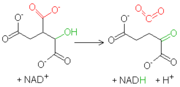 O⁻ O O⁻ O=C=O O⁻
O O OH O O
O O⁻ O O⁻
+ NAD⁺ + NADH + H⁺